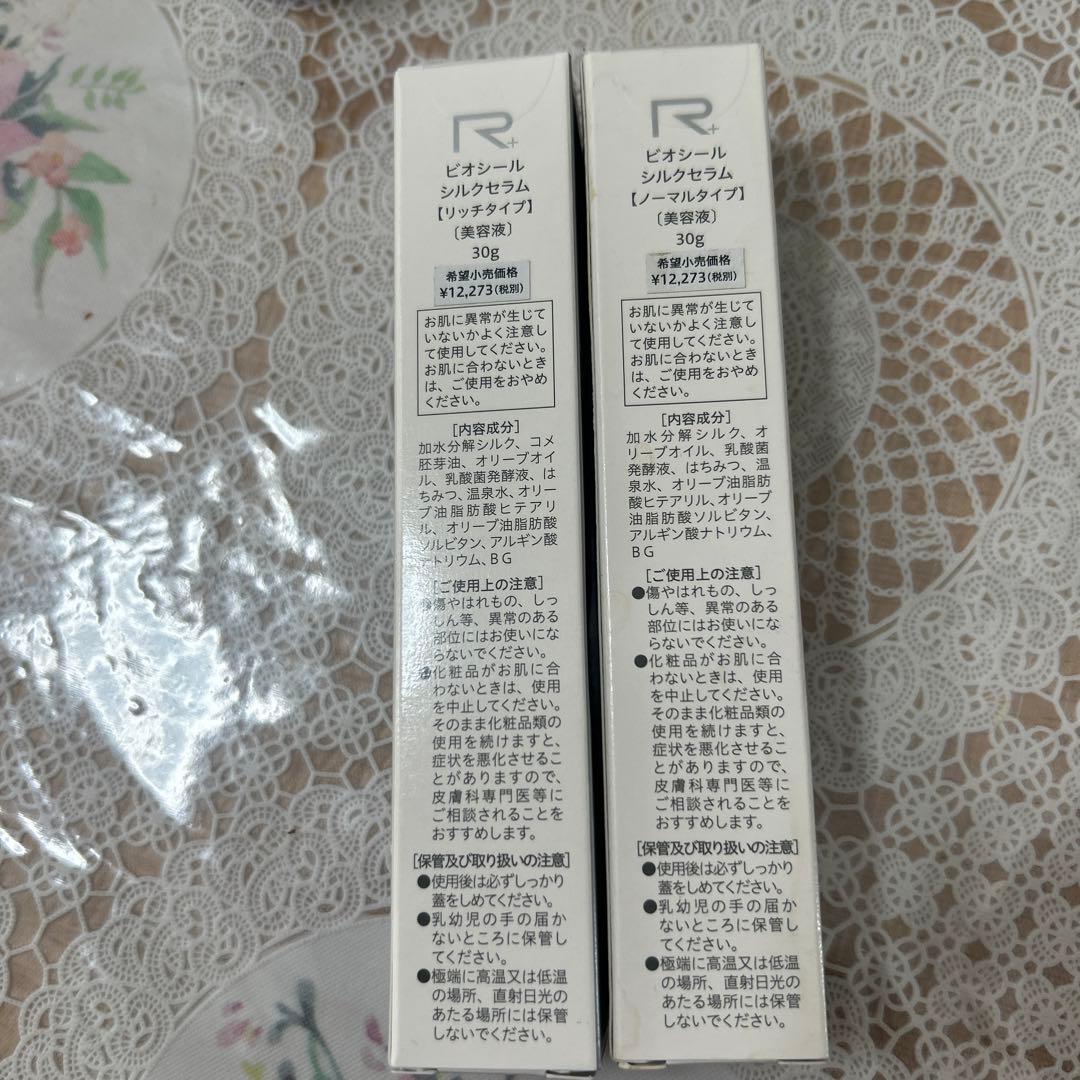 R+
ビオシール
シルクセラム
【リッチタイプ】
〔美容液〕
30g
希望小売価格
¥12,273(税別)
お肌に異常が生じて
いないかよく注意し
て使用してください。
お肌に合わないとき
は、ご使用をおやめ
ください。
[内容成分]
加水分解シルク、コメ
胚芽油、オリーブオイ
ル、乳酸菌発酵液、は
ちみつ、温泉水、オリー
ブ油脂肪酸ヒテアリ
ル、オリーブ油脂肪酸
ソルビタン、アルギン酸
ナトリウム、BG
[ご使用上の注意]
●傷やはれもの、しっ
しん等、異常のある
部位にはお使いにな
らないでください。
●化粧品がお肌に合
わないときは、使用
を中止してください。
そのまま化粧品類の
使用を続けますと、
症状を悪化させるこ
とがありますので、
皮膚科専門医等に
ご相談されることを
おすすめします。
[保管及び取り扱いの注意]
●使用後は必ずしっかり
蓋をしめてください。
●乳幼児の手の届か
ないところに保管し
てください。
●極端に高温又は低温
の場所、直射日光の
あたる場所には保管
しないでください。
R+
ビオシール
シルクセラム
【ノーマルタイプ】
〔美容液〕
30g
希望小売価格
¥12,273(税別)
お肌に異常が生じて
いないかよく注意し
て使用してください。
お肌に合わないとき
は、ご使用をおやめ
ください。
[内容成分]
加水分解シルク、オ
リーブオイル、乳酸菌
発酵液、はちみつ、温
泉水、オリーブ油脂肪
酸ヒテアリル、オリーブ
油脂肪酸ソルビタン、
アルギン酸ナトリウム、
BG
[ご使用上の注意]
●傷やはれもの、しっ
しん等、異常のある
部位にはお使いにな
らないでください。
●化粧品がお肌に合
わないときは、使用
を中止してください。
そのまま化粧品類の
使用を続けますと、
症状を悪化させるこ
とがありますので、
皮膚科専門医等に
ご相談されることを
おすすめします。
[保管及び取り扱いの注意]
●使用後は必ずしっかり
蓋をしめてください。
●乳幼児の手の届か
ないところに保管し
てください。
●極端に高温又は低温
の場所、直射日光の
あたる場所には保管
しないでください。